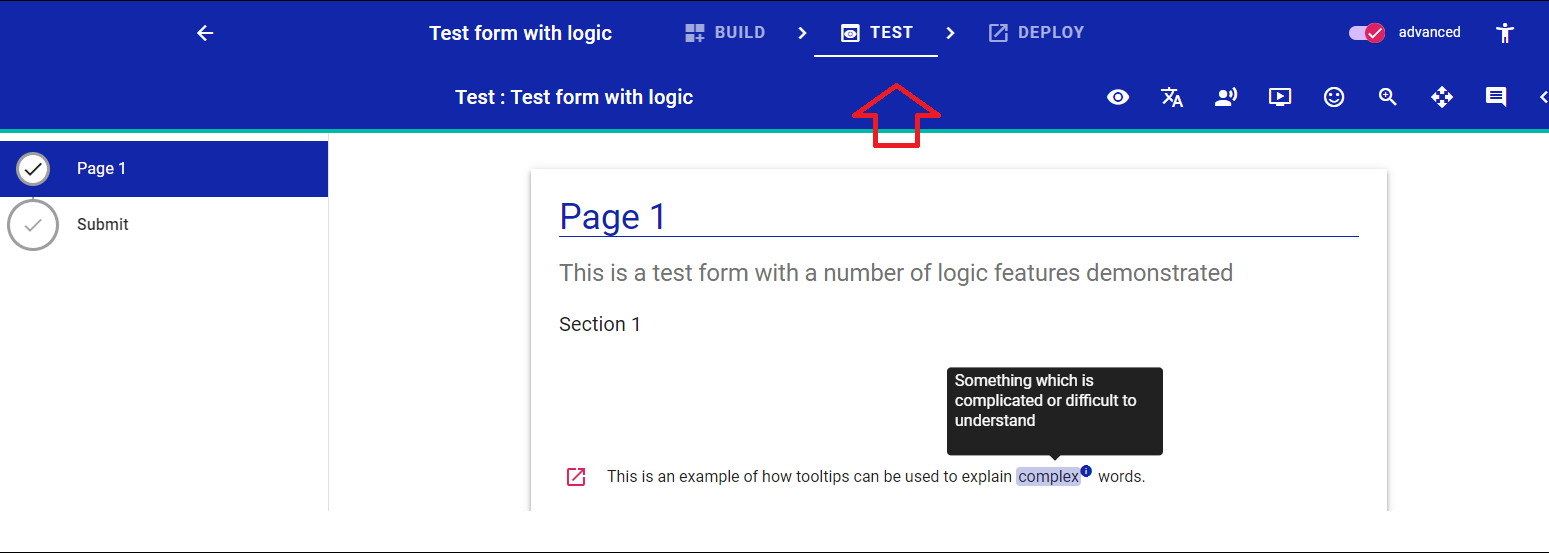 Test form with logic
BUILD
TEST
DEPLOY
advanced
Test : Test form with logic
Page 1
Submit
Page 1
This is a test form with a number of logic features demonstrated
Section 1
Something which is
complicated or difficult to
understand
This is an example of how tooltips can be used to explain complex words.